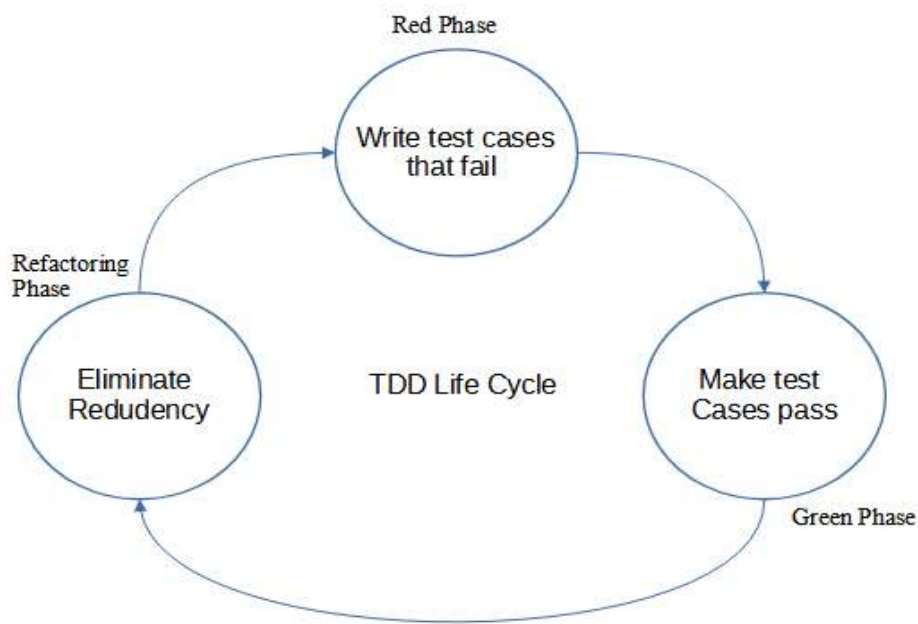 Red Phase
Write test cases
that fail
Refactoring
Phase
Eliminate
Redudency
TDD Life Cycle
Make test
Cases pass
Green Phase